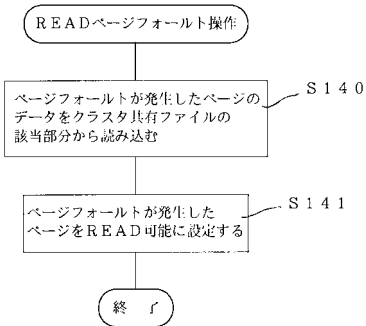 READページフォールト操作
S140
ページフォールトが発生したページの
データをクラスタ共有ファイルの
該当部分から読み込む
S141
ページフォールトが発生した
ページをREAD可能に設定する
終 了